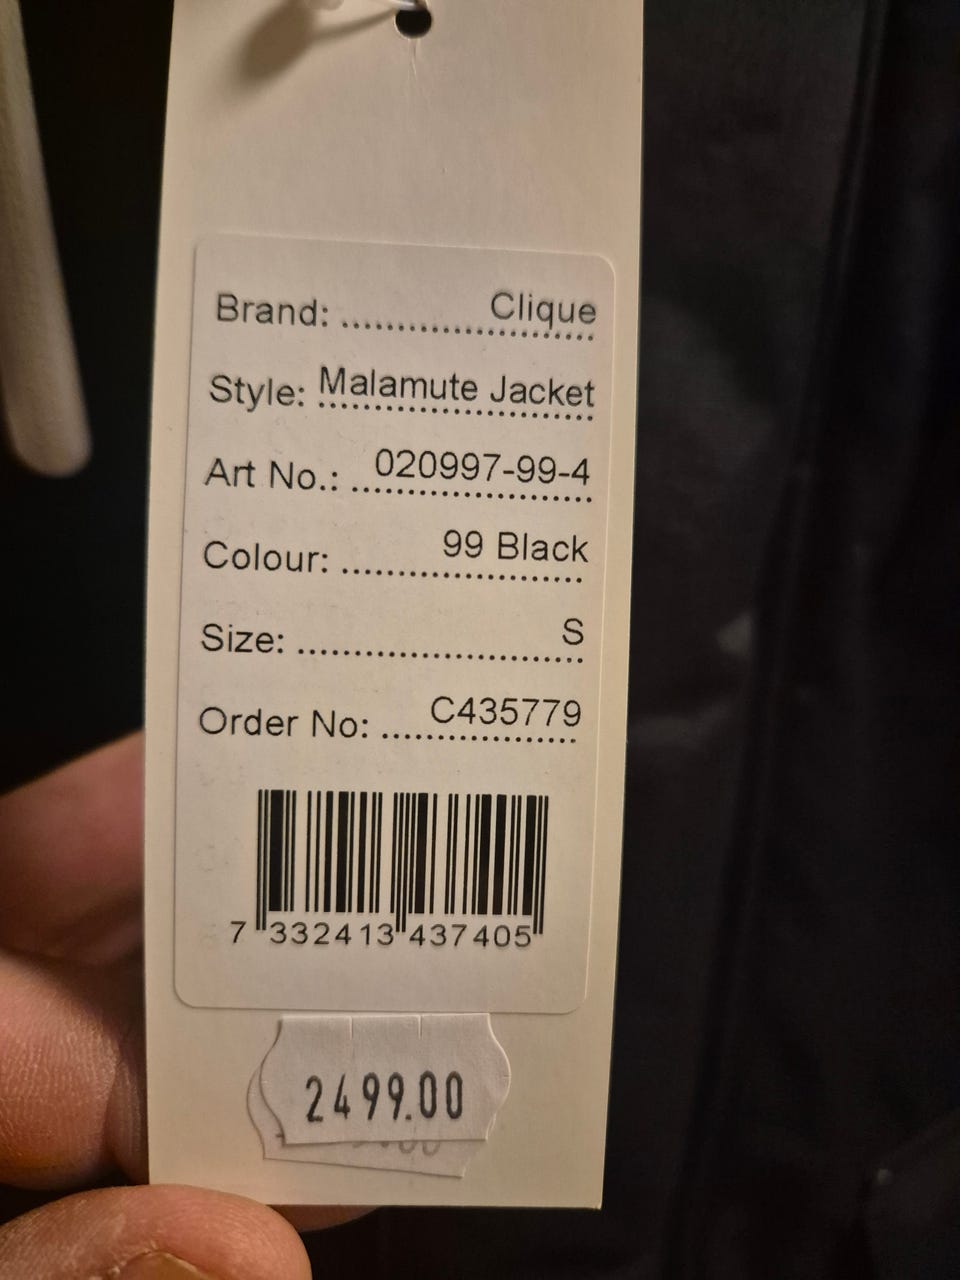 Brand: ........................ Clique
Style: Malamute Jacket
Art No.: ........................ 020997-99-4
Colour: ........................ 99 Black
Size: ........................ S
Order No: ........................ C435779
7 332413 437405
2499.00